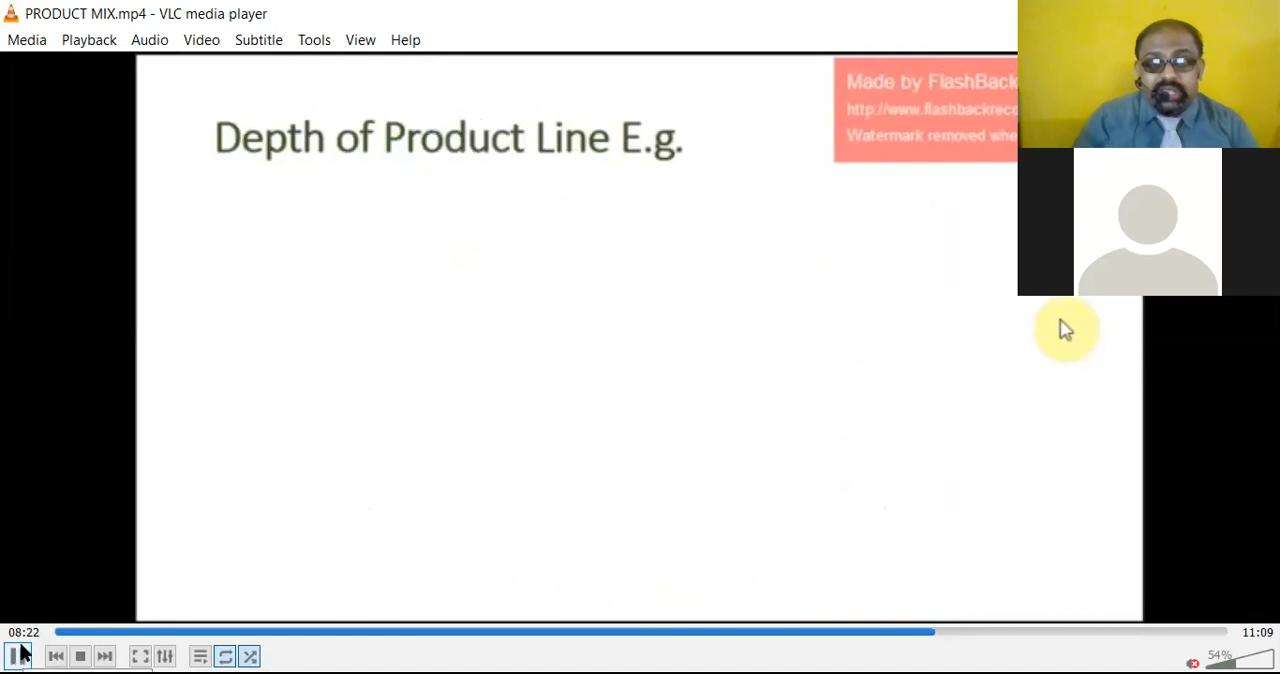 PRODUCT MIX.mp4 - VLC media player
Media Playback Audio Video Subtitle Tools View Help
Made by FlashBack
http://www.flashbackreco
Watermark removed whe
Depth of Product Line E.g.
08:22
11:09
54%